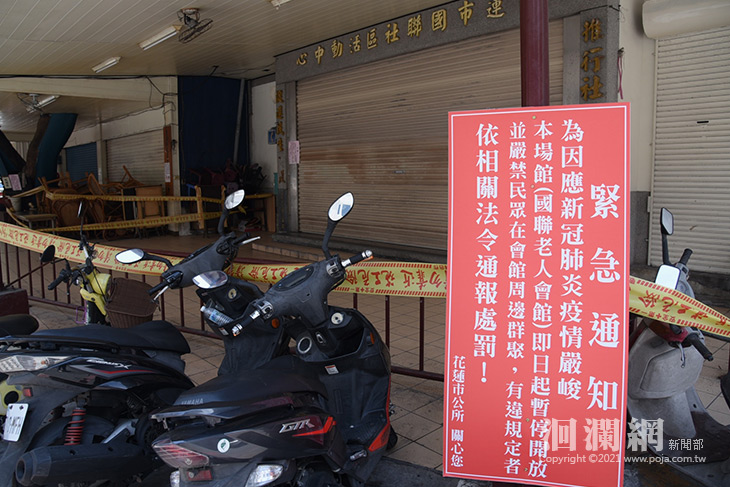 心中動活區社聯國市蓮
推行社
緊急通知
為因應新冠肺炎疫情嚴峻
本場館(國聯老人會館)即日起暫停開放
並嚴禁民眾在會館周邊群聚，有違規定者
依相關法令通報處罰！
花蓮市公所 關心您
GTR
洄瀾網 新聞部
Copyright © 2021 www.poja.com.tw